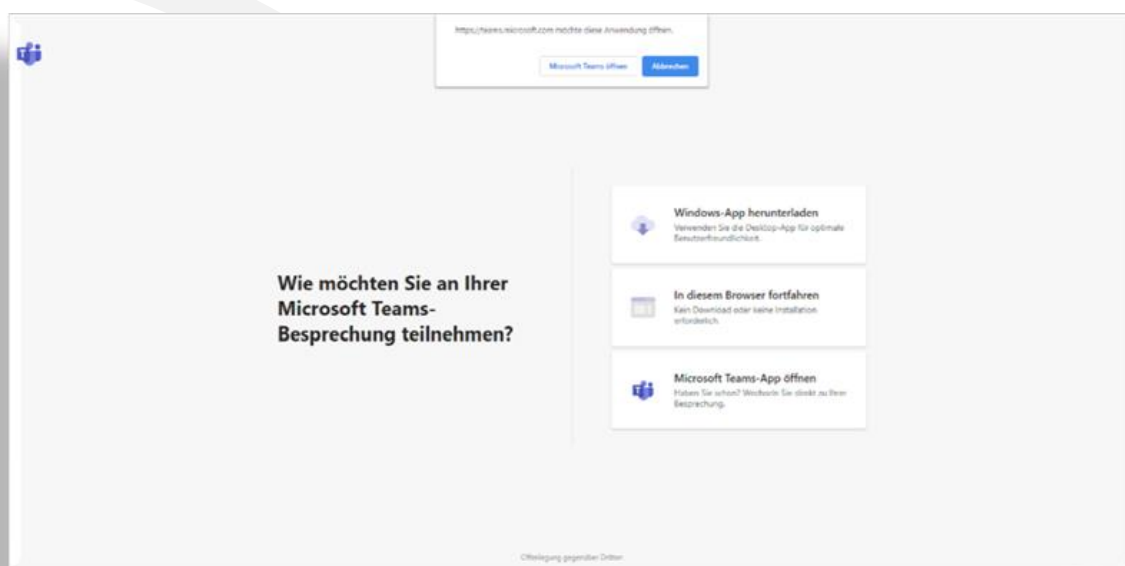 https://teams.microsoft.com möchte diese Anwendung öffnen.
Microsoft Teams öffnen
Abbrechen
Wie möchten Sie an Ihrer
Microsoft Teams-
Besprechung teilnehmen?
Windows-App herunterladen
Verwenden Sie die Desktop-App für optimale
Benutzerfreundlichkeit.
In diesem Browser fortfahren
Kein Download oder keine Installation
erforderlich.
Microsoft Teams-App öffnen
Haben Sie schon? Wechseln Sie direkt zu Ihrer
Besprechung.
Offenlegung gegenüber Dritten